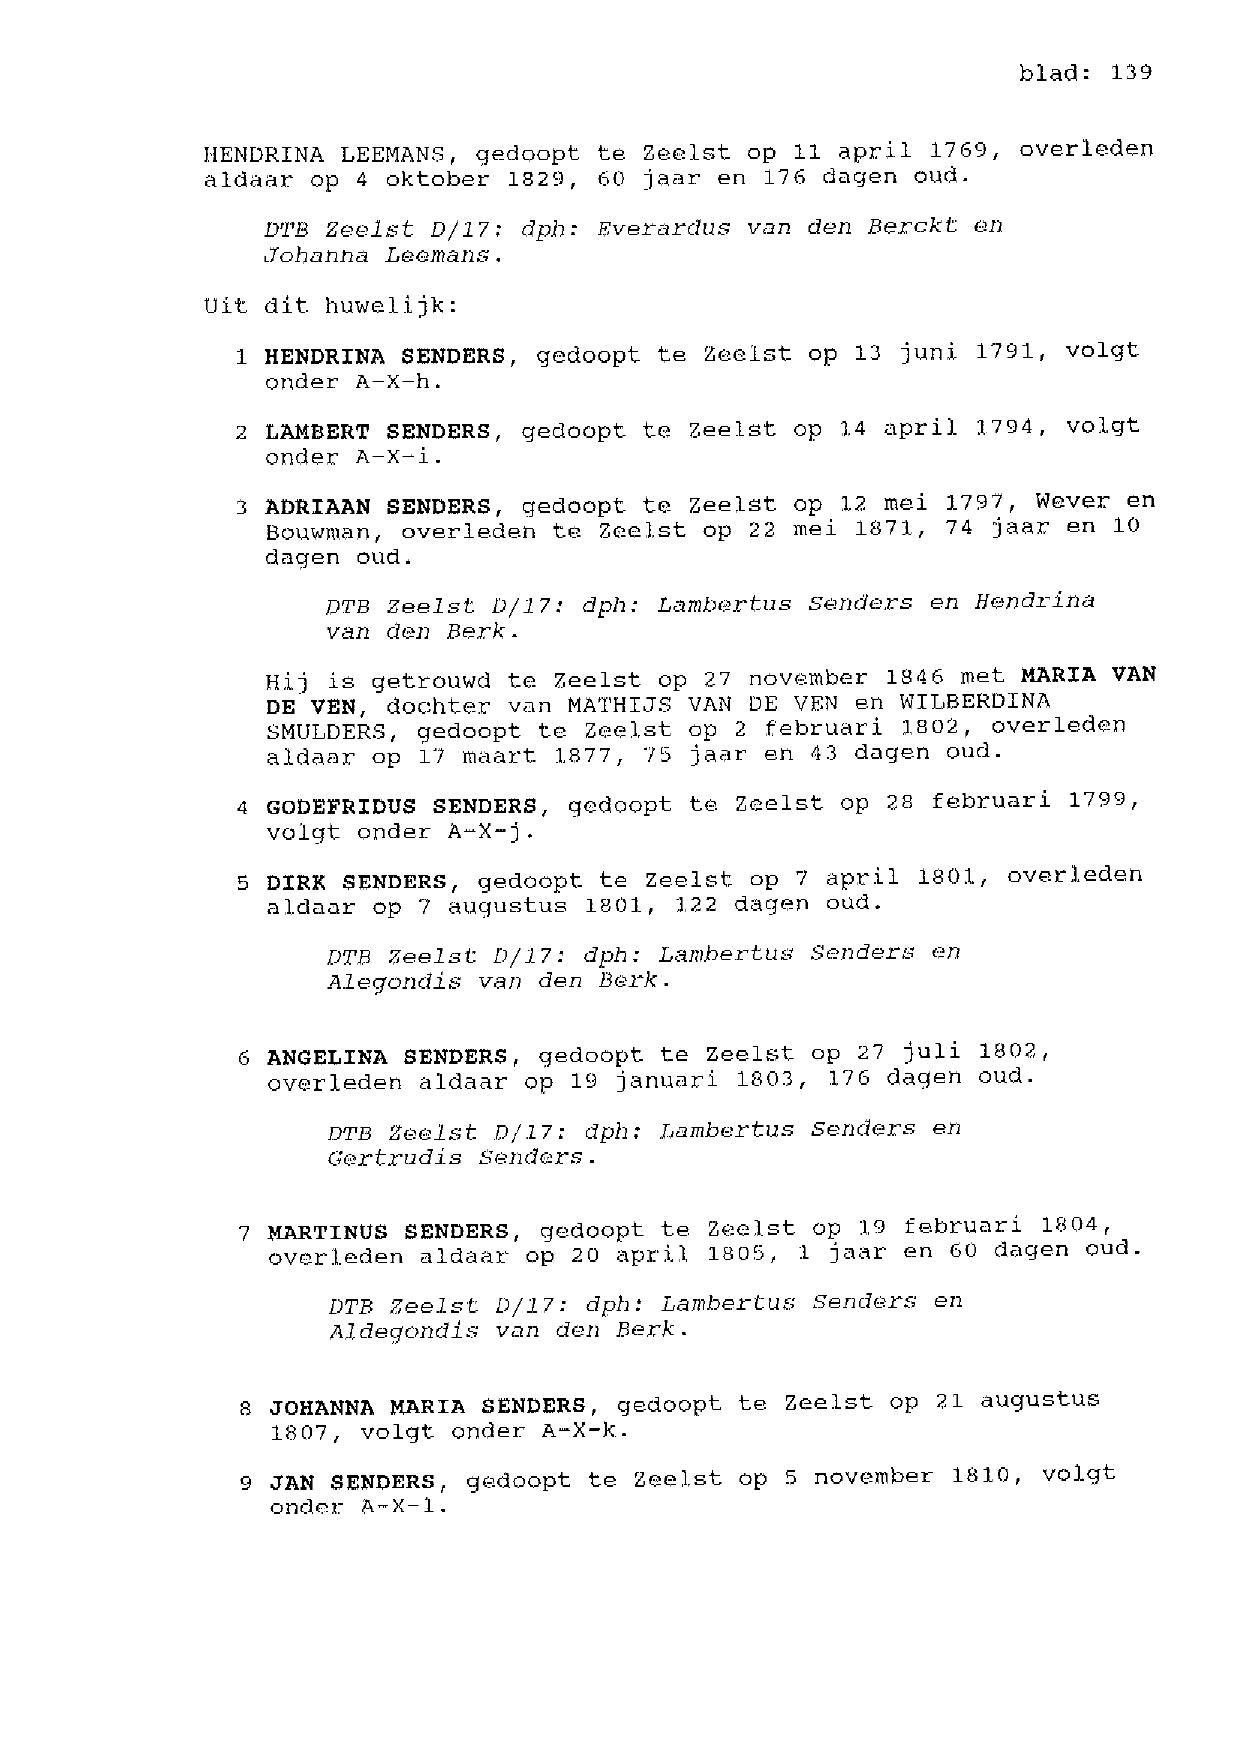 blad: 139
HENDRINA LEEMANS, gedoopt te Zeelst op 11 april 1769, overleden
aldaar op 4 oktober 1829, 60 jaar en 176 dagen oud.
DTB Zeelst D/17: dph: Everardus van den Berckt en
Johanna Leemans.
Uit dit huwelijk:
1 HENDRINA SENDERS, gedoopt te Zeelst op 13 juni 1791, volgt
onder A-X-h.
2 LAMBERT SENDERS, gedoopt te Zeelst op 14 april 1794, volgt
onder A-X-i.
3 ADRIAAN SENDERS, gedoopt te Zeelst op 12 mei 1797, Wever en
Bouwman, overleden te Zeelst op 22 mei 1871, 74 jaar en 10
dagen oud.
DTB Zeelst D/17: dph: Lambertus Senders en Hendrina
van den Berk.
Hij is getrouwd te Zeelst op 27 november 1846 met MARIA VAN
DE VEN, dochter van MATHIJS VAN DE VEN en WILBERDINA
SMULDERS, gedoopt te Zeelst op 2 februari 1802, overleden
aldaar op 17 maart 1877, 75 jaar en 43 dagen oud.
4 GODEFRIDUS SENDERS, gedoopt te Zeelst op 28 februari 1799,
volgt onder A-X-j.
5 DIRK SENDERS, gedoopt te Zeelst op 7 april 1801, overleden
aldaar op 7 augustus 1801, 122 dagen oud.
DTB Zeelst D/17: dph: Lambertus Senders en
Alegondis van den Berk.
6 ANGELINA SENDERS, gedoopt te Zeelst op 27 juli 1802,
overleden aldaar op 19 januari 1803, 176 dagen oud.
DTB Zeelst D/17: dph: Lambertus Senders en
Gertrudis Senders.
7 MARTINUS SENDERS, gedoopt te Zeelst op 19 februari 1804,
overleden aldaar op 20 april 1805, 1 jaar en 60 dagen oud.
DTB Zeelst D/17: dph: Lambertus Senders en
Aldegondis van den Berk.
8 JOHANNA MARIA SENDERS, gedoopt te Zeelst op 21 augustus
1807, volgt onder A-X-k.
9 JAN SENDERS, gedoopt te Zeelst op 5 november 1810, volgt
onder A-X-l.